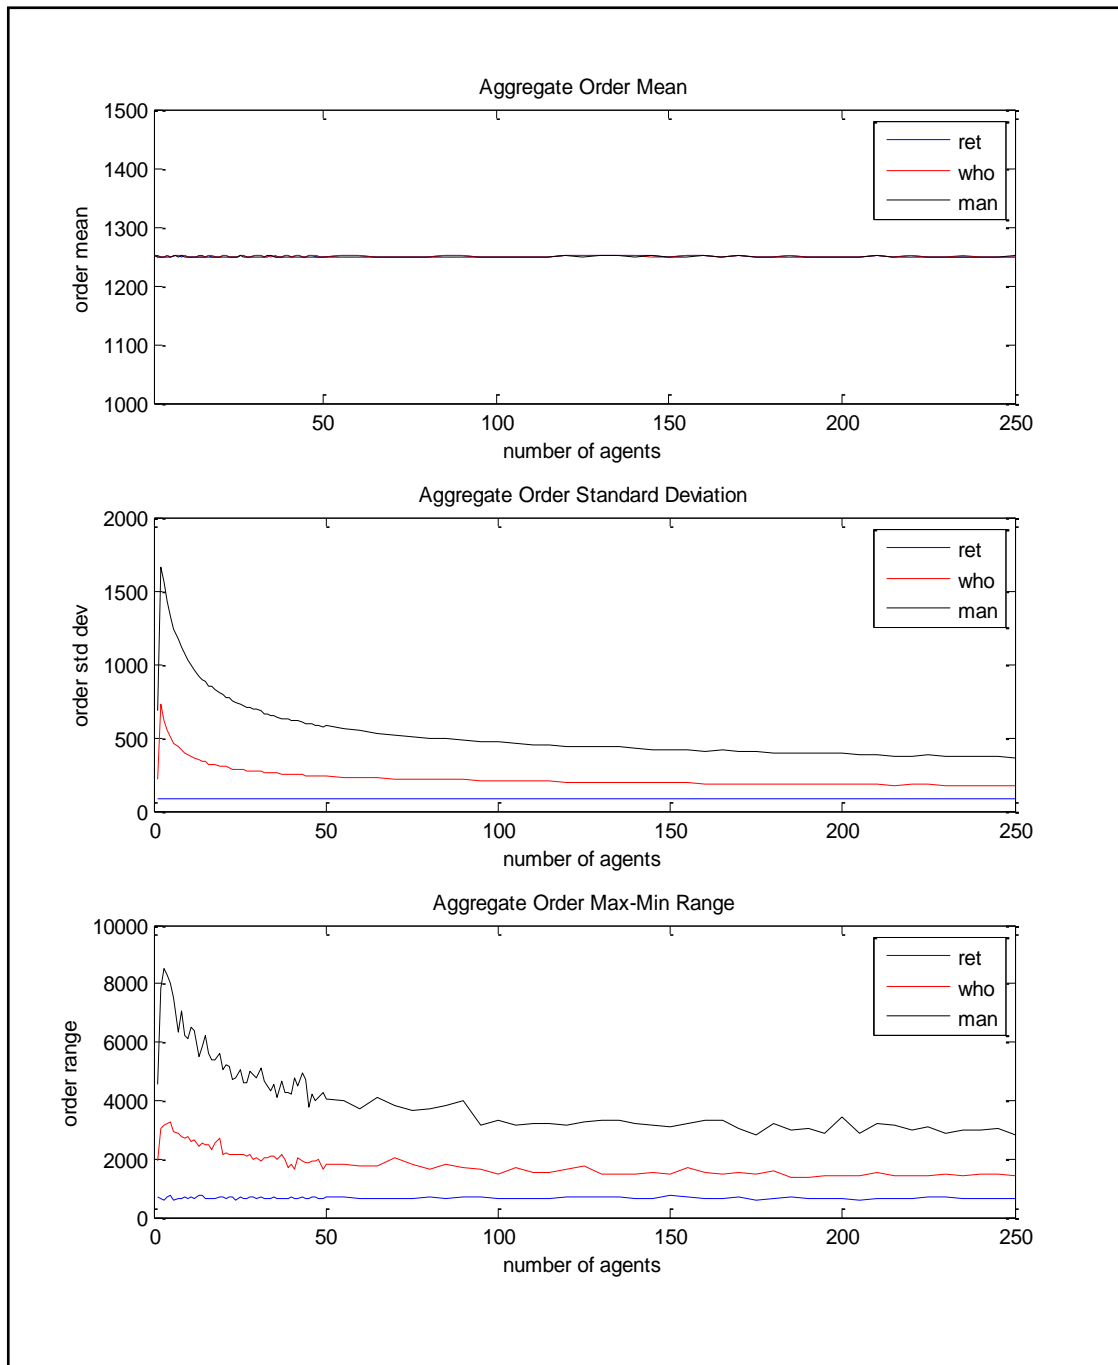 Aggregate Order Mean
1500
1400
1300
1200
1100
1000
order mean
ret
who
man
50
100
150
200
250
number of agents
Aggregate Order Standard Deviation
2000
1500
1000
500
0
order std dev
ret
who
man
0
50
100
150
200
250
number of agents
Aggregate Order Max-Min Range
10000
8000
6000
4000
2000
0
order range
ret
who
man
0
50
100
150
200
250
number of agents